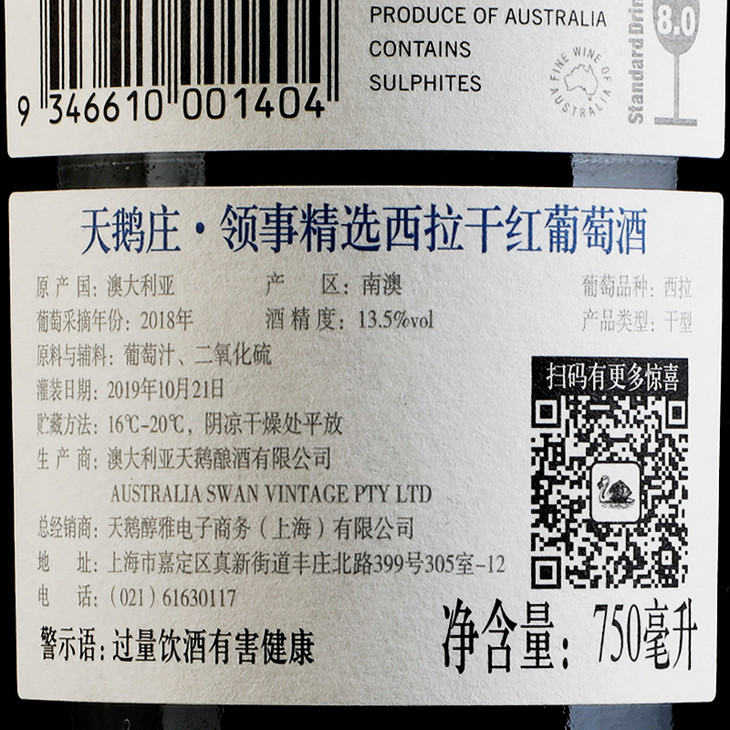 PRODUCE OF AUSTRALIA
CONTAINS
SULPHITES
FINE WINE OF AUSTRALIA
8.0
9 346610 001404
天鹅庄·领事精选西拉干红葡萄酒
原产国：澳大利亚 产 区：南澳 葡萄品种：西拉
葡萄采摘年份：2018年 酒精度：13.5%vol 产品类型：干型
原料与辅料：葡萄汁、二氧化硫
灌装日期：2019年10月21日
贮藏方法：16℃-20℃，阴凉干燥处平放
生产商：澳大利亚天鹅酿酒有限公司
AUSTRALIA SWAN VINTAGE PTY LTD
总经销商：天鹅醇雅电子商务（上海）有限公司
地 址：上海市嘉定区真新街道丰庄北路399号305室-12
电 话：（021）61630117
警示语：过量饮酒有害健康
扫码有更多惊喜
净含量：750毫升